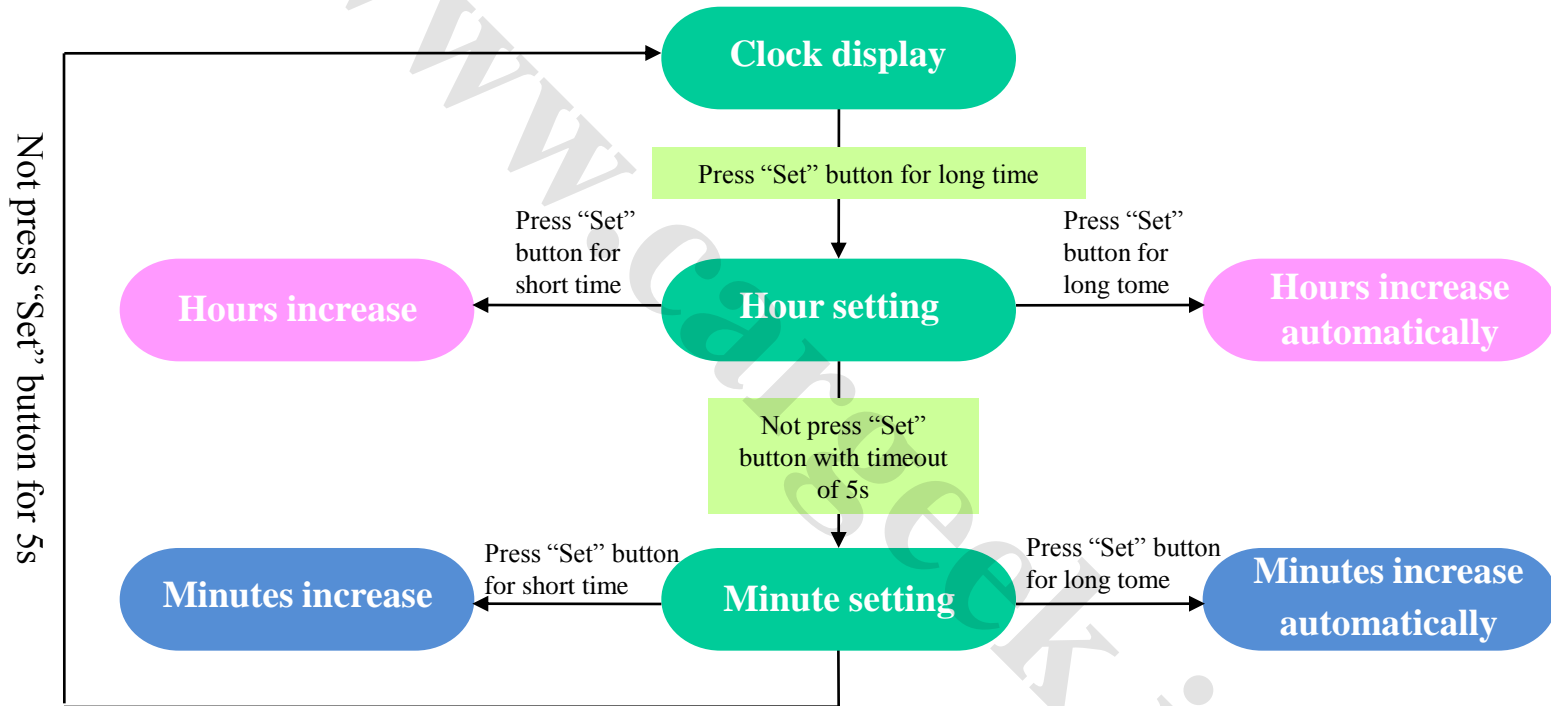 Clock display
Press “Set” button for long time
Press “Set”
button for
short time
Press “Set”
button for
long tome
Hours increase
Hour setting
Hours increase
automatically
Not press “Set”
button with timeout
of 5s
Press “Set” button
for short time
Press “Set” button
for long tome
Minutes increase
Minute setting
Minutes increase
automatically
Not press “Set” button for 5s
www.cargeek.i